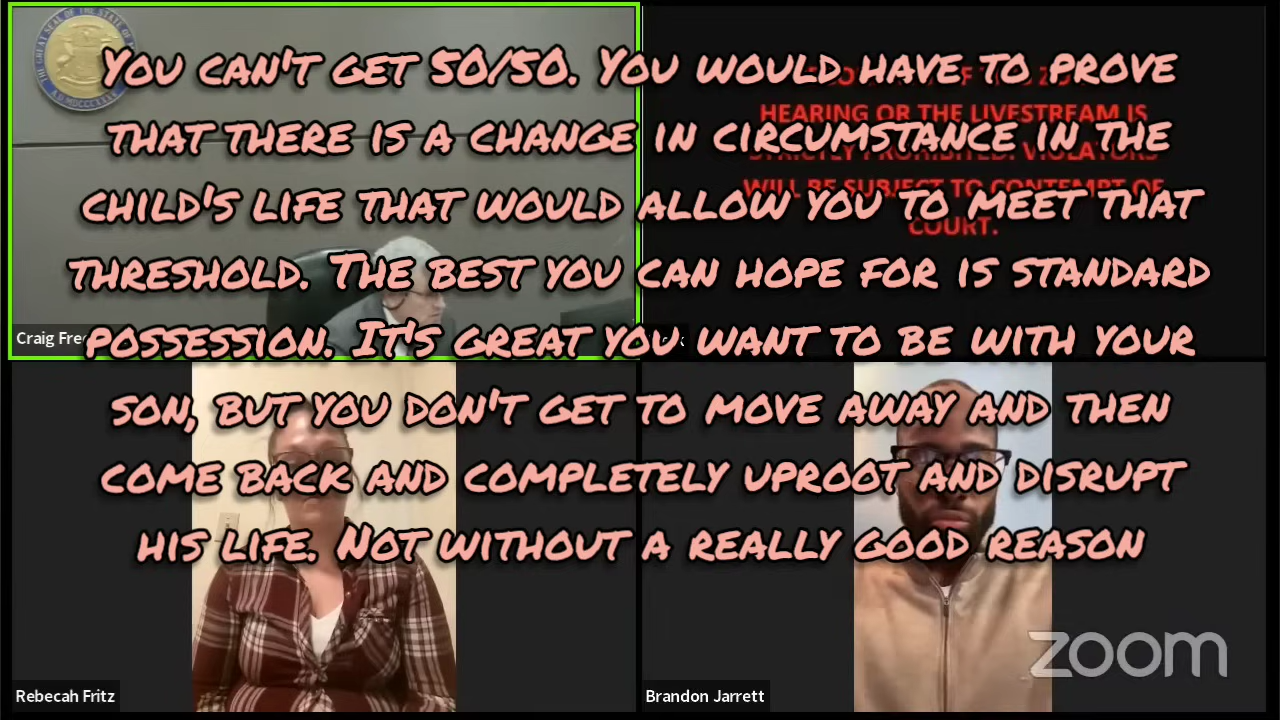 You can't get 50/50. You would have to prove
that there is a change in circumstance in the
child's life that would allow you to meet that
threshold. The best you can hope for is standard
possession. It's great you want to be with your
son, but you don't get to move away and then
come back and completely uproot and disrupt
his life. Not without a really good reason
HEARING OR THE LIVESTREAM IS
STRICTLY PROHIBITED. VIOLATORS
WILL BE SUBJECT TO CONTEMPT OF
COURT.
Craig
Rebecah Fritz
Brandon Jarrett
zoom